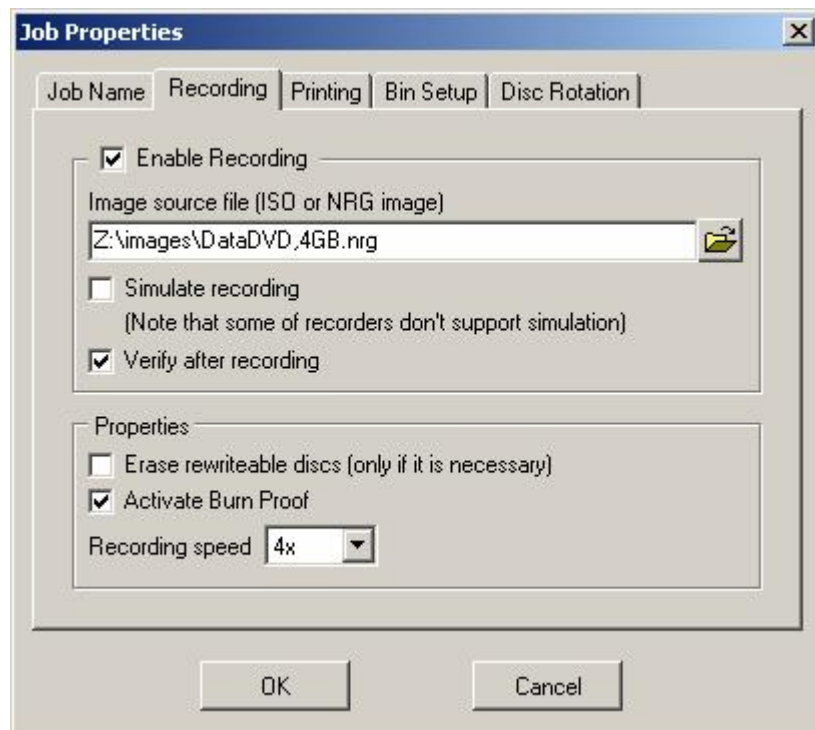 Job Properties
Job Name Recording Printing Bin Setup Disc Rotation
Enable Recording
Image source file (ISO or NRG image)
Z:\images\DataDVD,4GB.nrg
Simulate recording
(Note that some of recorders don't support simulation)
Verify after recording
Properties
Erase rewriteable discs (only if it is necessary)
Activate Burn Proof
Recording speed 4x
OK Cancel